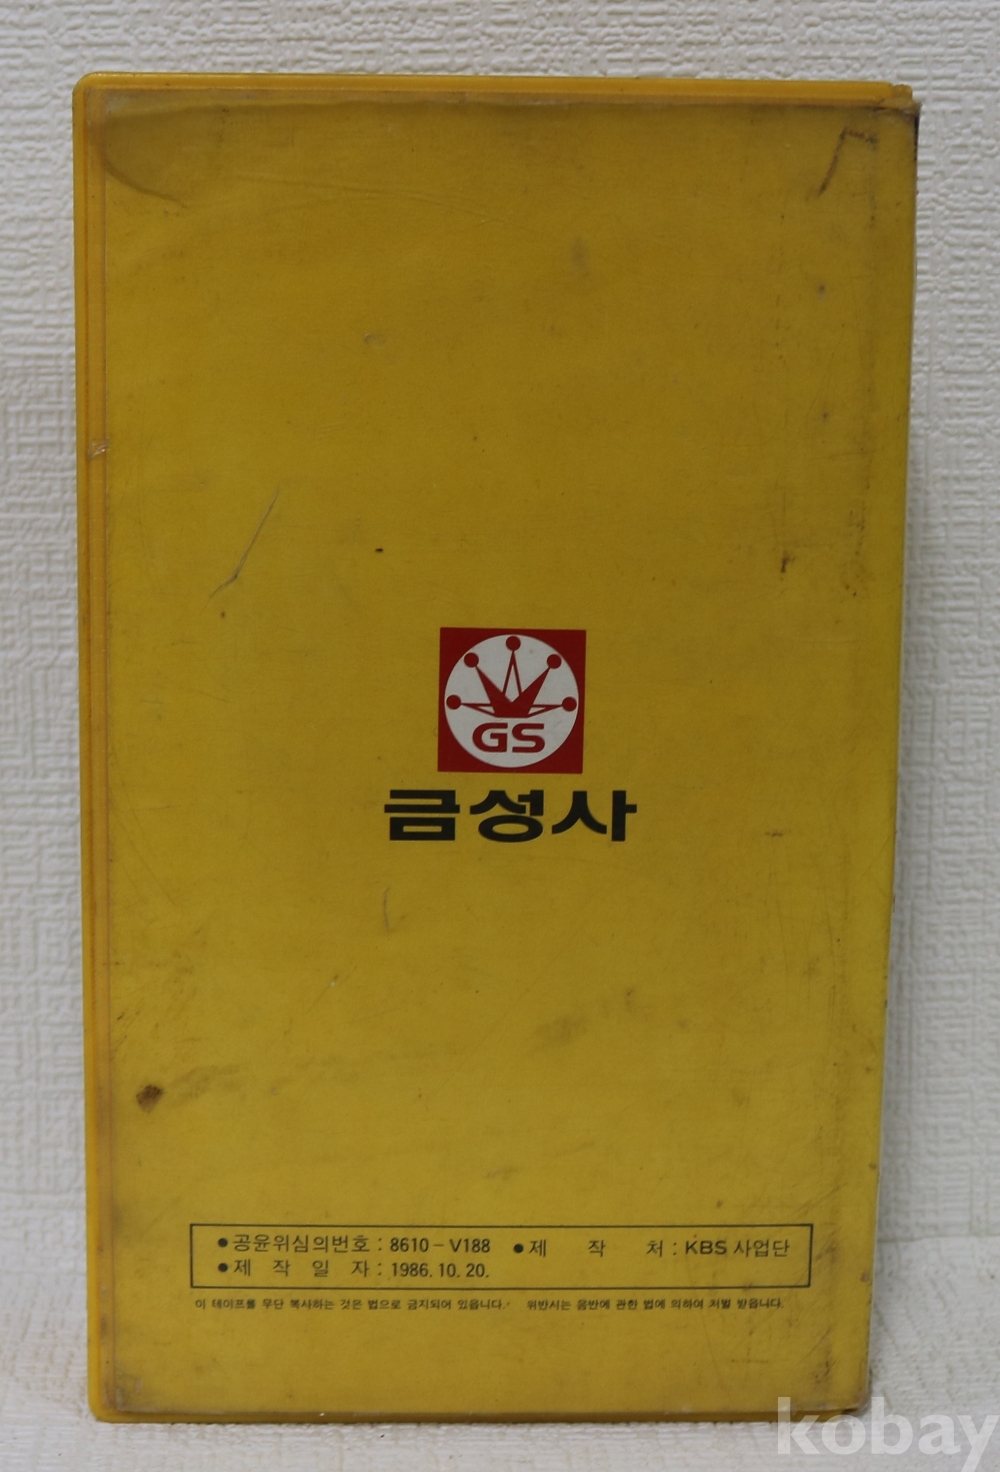 GS
금성사
●공윤위심의번호 : 8610-V188 ●제 작 처 : KBS 사업단
●제 작 일 자 : 1986. 10. 20.
이 테이프를 무단 복사하는 것은 법으로 금지되어 있읍니다. 위반시는 음반에 관한 법에 의하여 처벌 받읍니다.
kobay